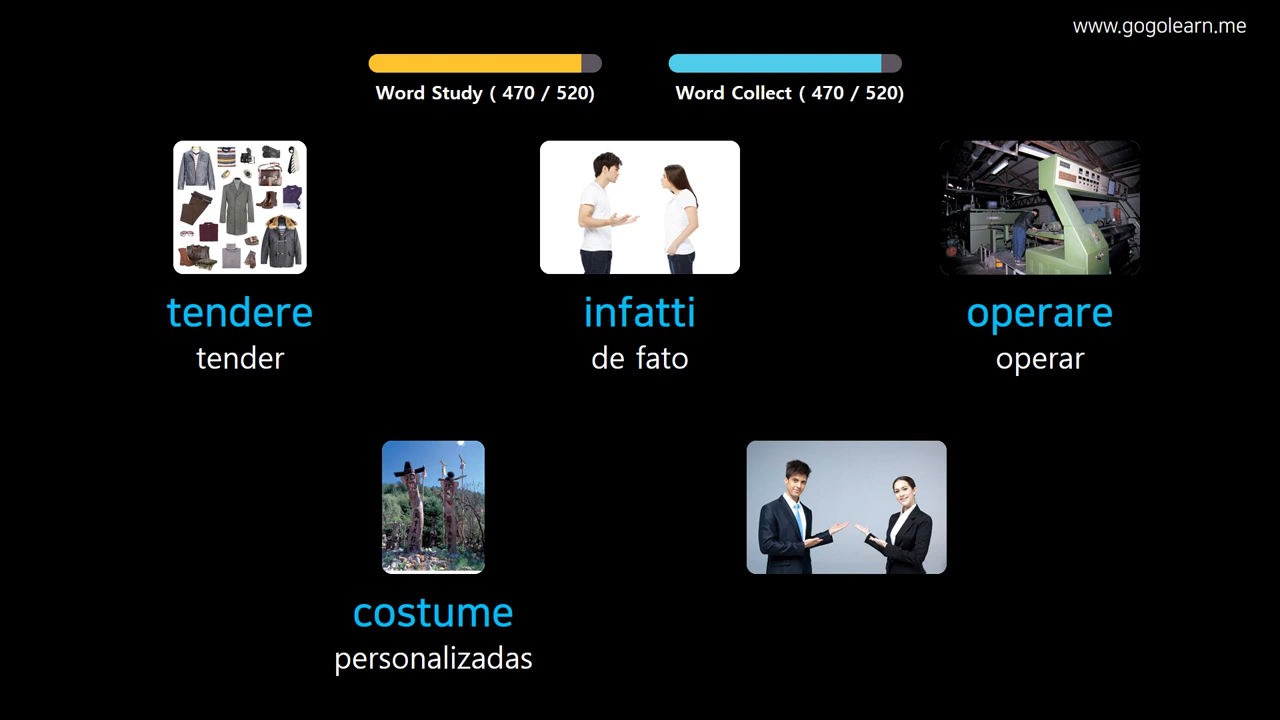 www.gogolearn.me
Word Study ( 470 / 520)
Word Collect ( 470 / 520)
tendere
tender
infatti
de fato
operare
operar
costume
personalizadas